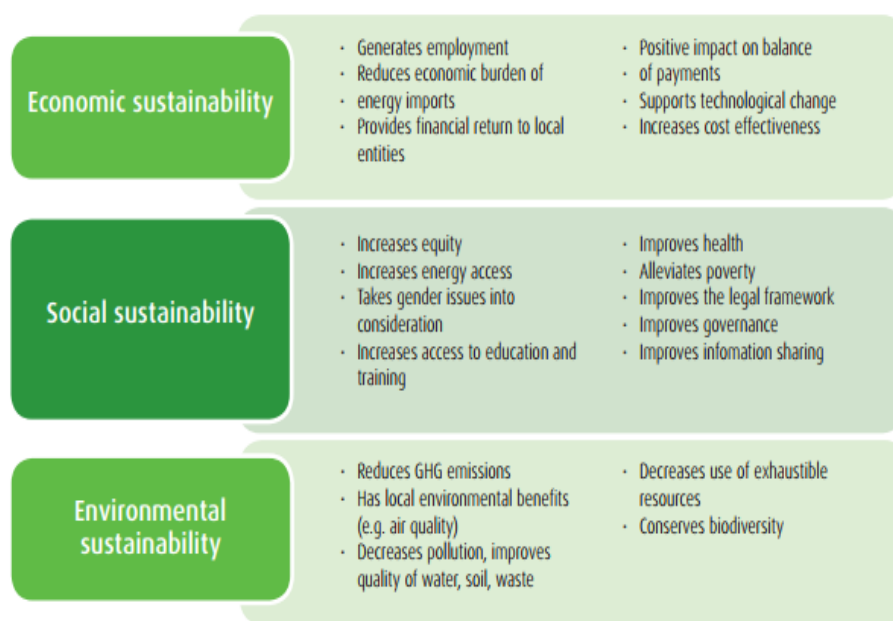 Economic sustainability
· Generates employment
· Reduces economic burden of
· energy imports
· Provides financial return to local
entities
· Positive impact on balance
· of payments
· Supports technological change
· Increases cost effectiveness
Social sustainability
· Increases equity
· Increases energy access
· Takes gender issues into
consideration
· Increases access to education and
training
· Improves health
· Alleviates poverty
· Improves the legal framework
· Improves governance
· Improves infomation sharing
Environmental
sustainability
· Reduces GHG emissions
· Has local environmental benefits
(e.g. air quality)
· Decreases pollution, improves
quality of water, soil, waste
· Decreases use of exhaustible
resources
· Conserves biodiversity